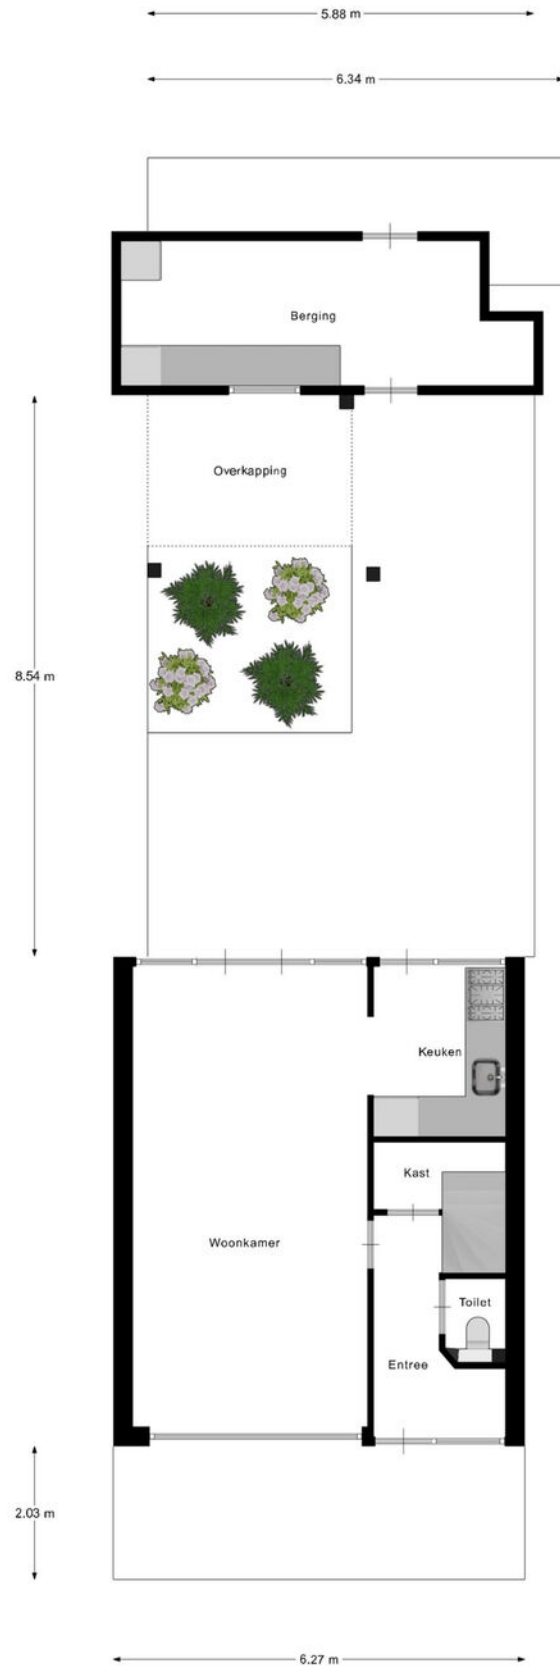 5.88 m
6.34 m
Berging
Overkapping
8.54 m
Keuken
Kast
Woonkamer
Toilet
Entree
2.03 m
6.27 m